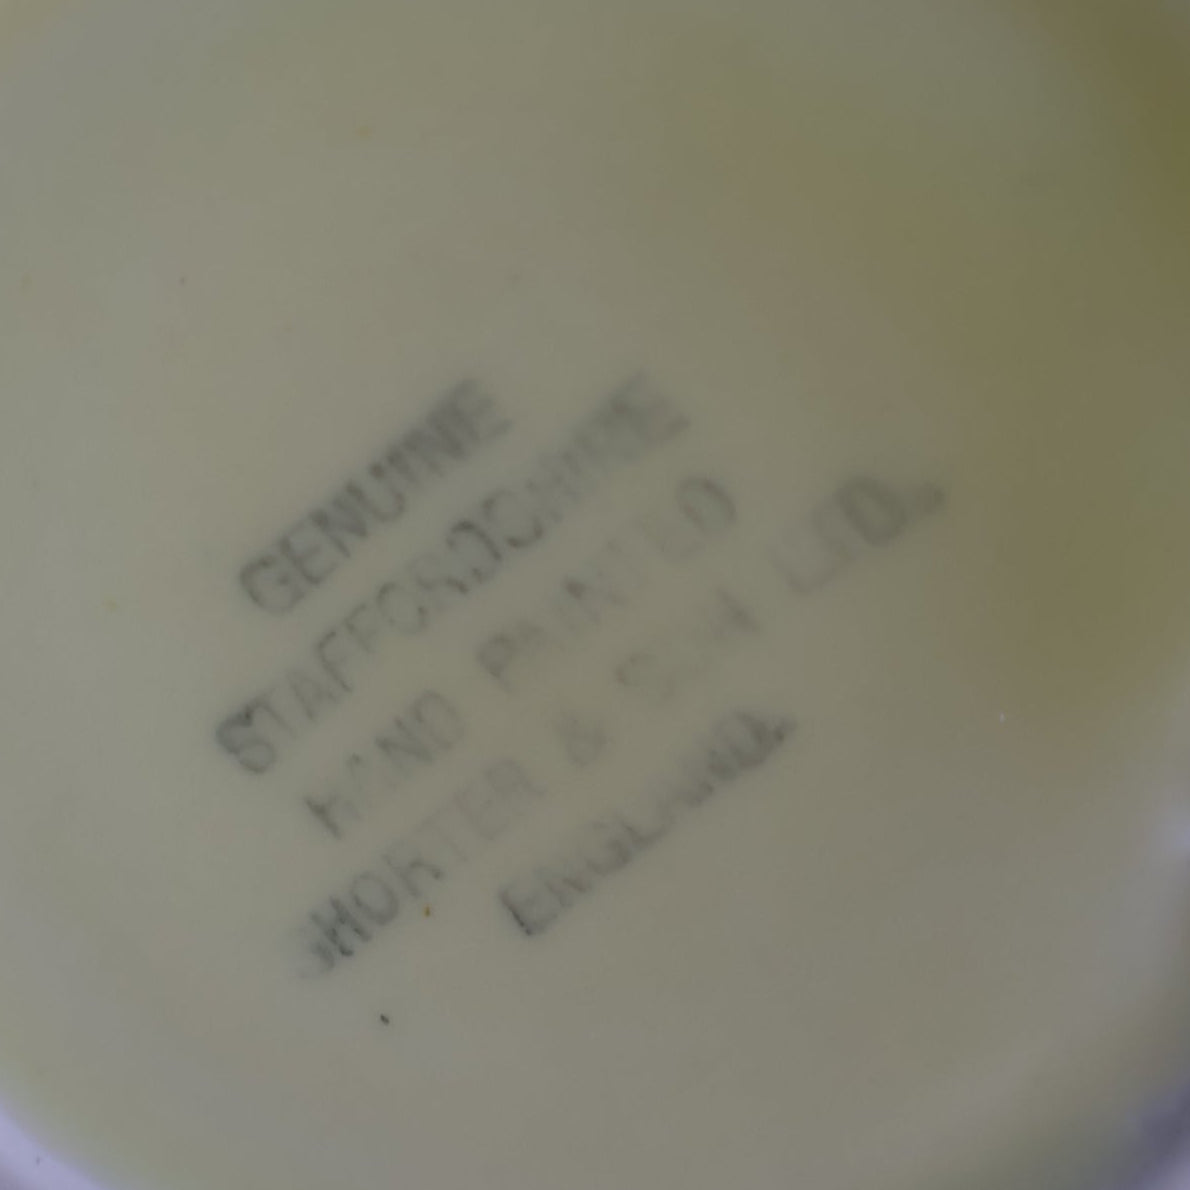 GENUINE
STAFFORDSHIRE
HAND PAINTED
SHORTER & SON LTD.
ENGLAND.